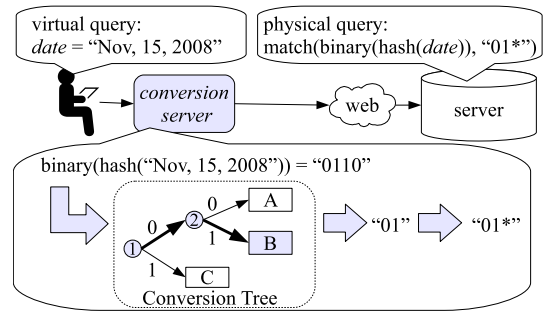 virtual query:
date = “Nov, 15, 2008”
physical query:
match(binary(hash(date)), “01*”)
conversion
server
web
server
binary(hash(“Nov, 15, 2008”)) = “0110”
0
A
2
0
1
B
1
1
C
“01”
“01*”
Conversion Tree